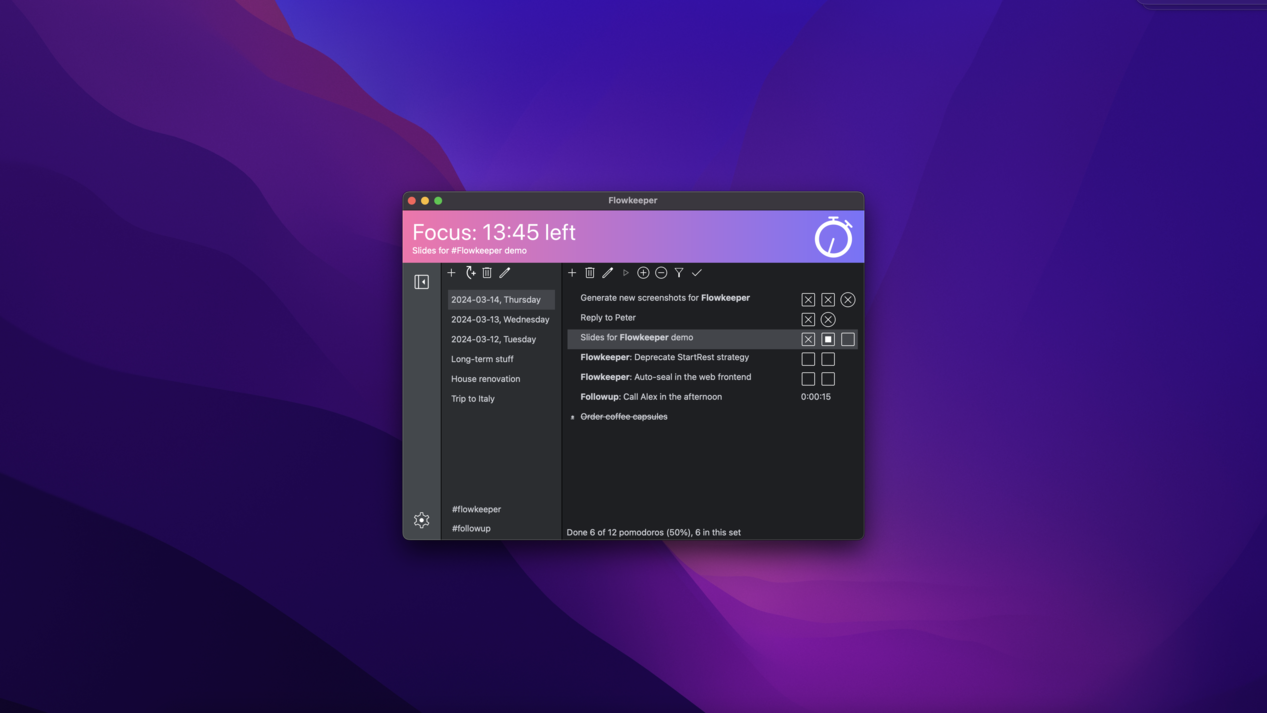 Flowkeeper
Focus: 13:45 left
Slides for #Flowkeeper demo
2024-03-14, Thursday
2024-03-13, Wednesday
2024-03-12, Tuesday
Long-term stuff
House renovation
Trip to Italy
#flowkeeper
#followup
Generate new screenshots for Flowkeeper
Reply to Peter
Slides for Flowkeeper demo
Flowkeeper: Deprecate StartRest strategy
Flowkeeper: Auto-seal in the web frontend
Followup: Call Alex in the afternoon 0:00:15
Order coffee capsules
Done 6 of 12 pomodoros (50%), 6 in this set